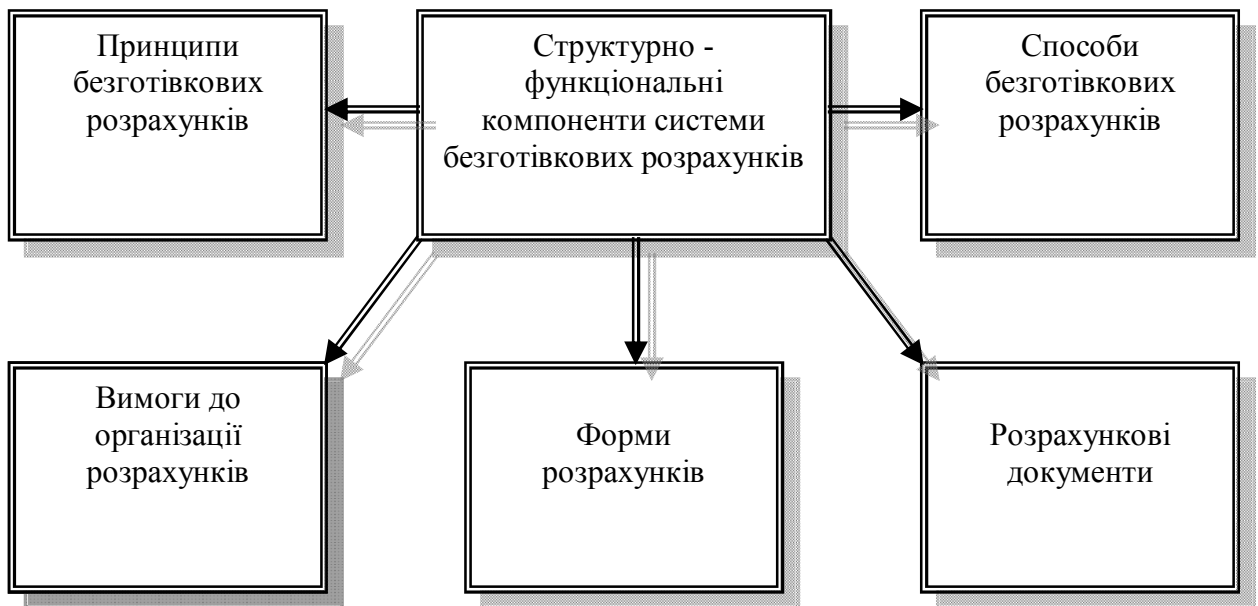 Принципи
безготівкових
розрахунків
Структурно -
функціональні
компоненти системи
безготівкових розрахунків
Способи
безготівкових
розрахунків
Вимоги до
організації
розрахунків
Форми
розрахунків
Розрахункові
документи